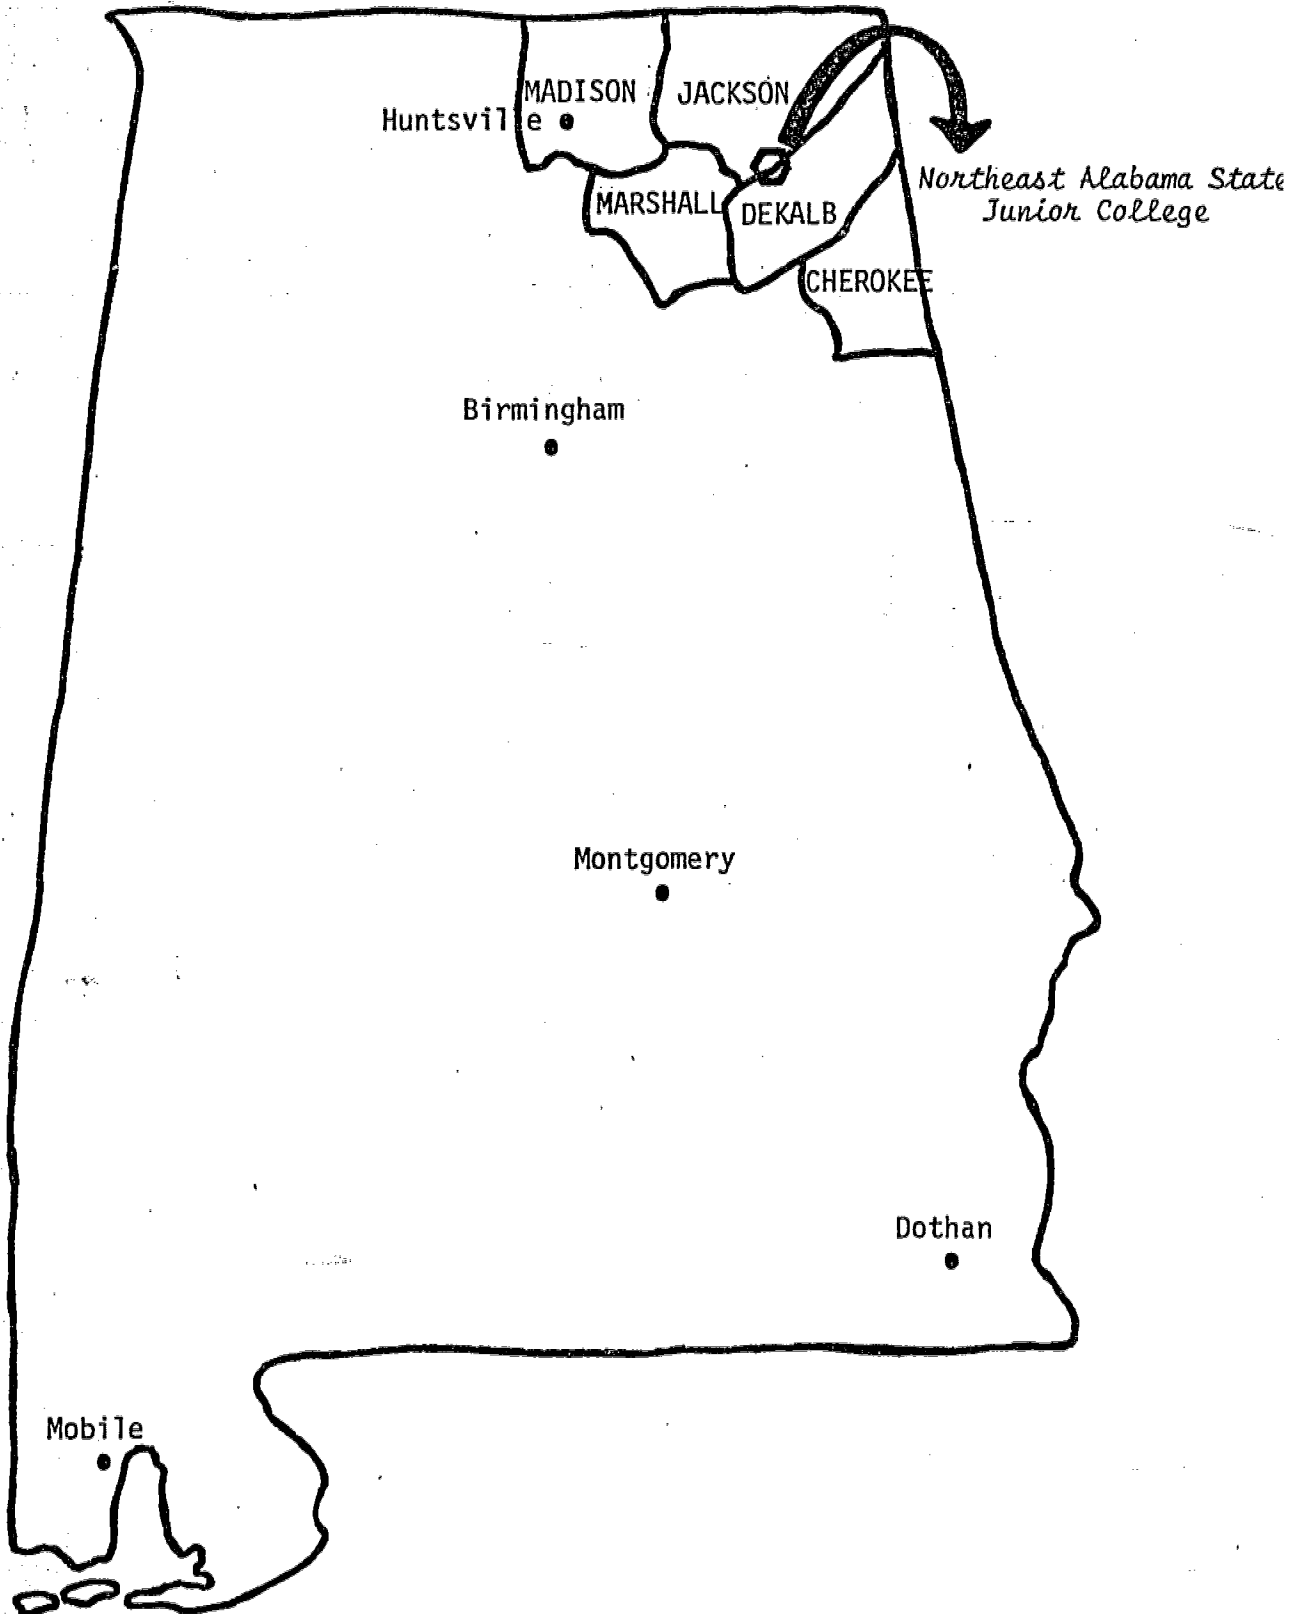 MADISON
JACKSON
Huntsville
Northeast Alabama State
Junior College
MARSHALL
DEKALB
CHEROKEE
Birmingham
Montgomery
Dothan
Mobile